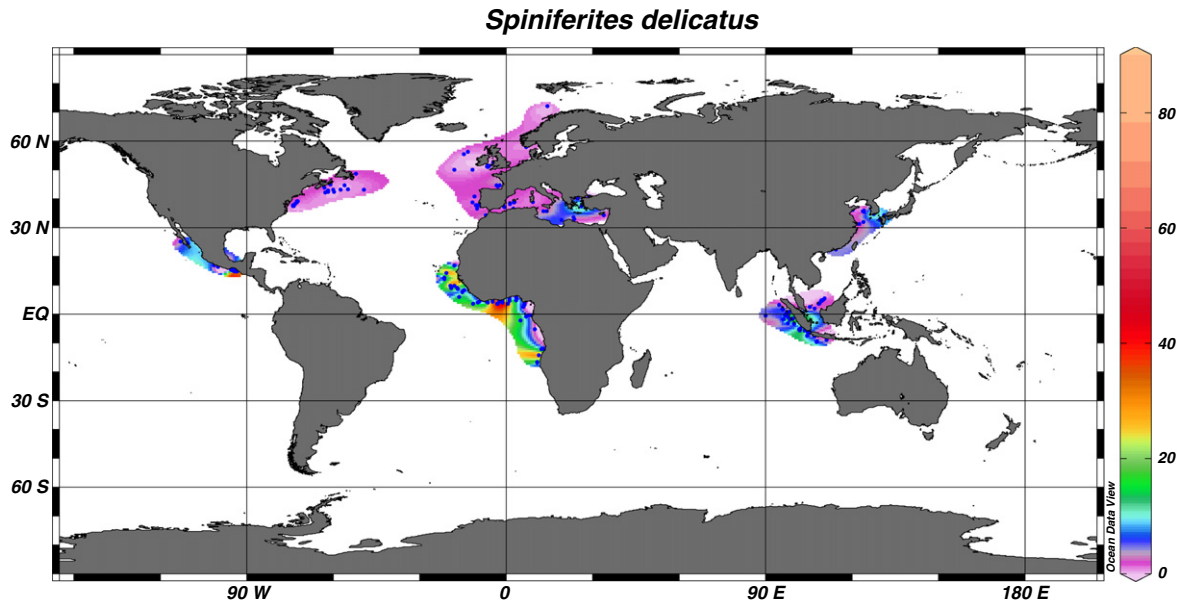 Spiniferites delicatus
60 N
30 N
EQ
30 S
60 S
90 W
0
90 E
180 E
80
60
40
20
0
Ocean Data View